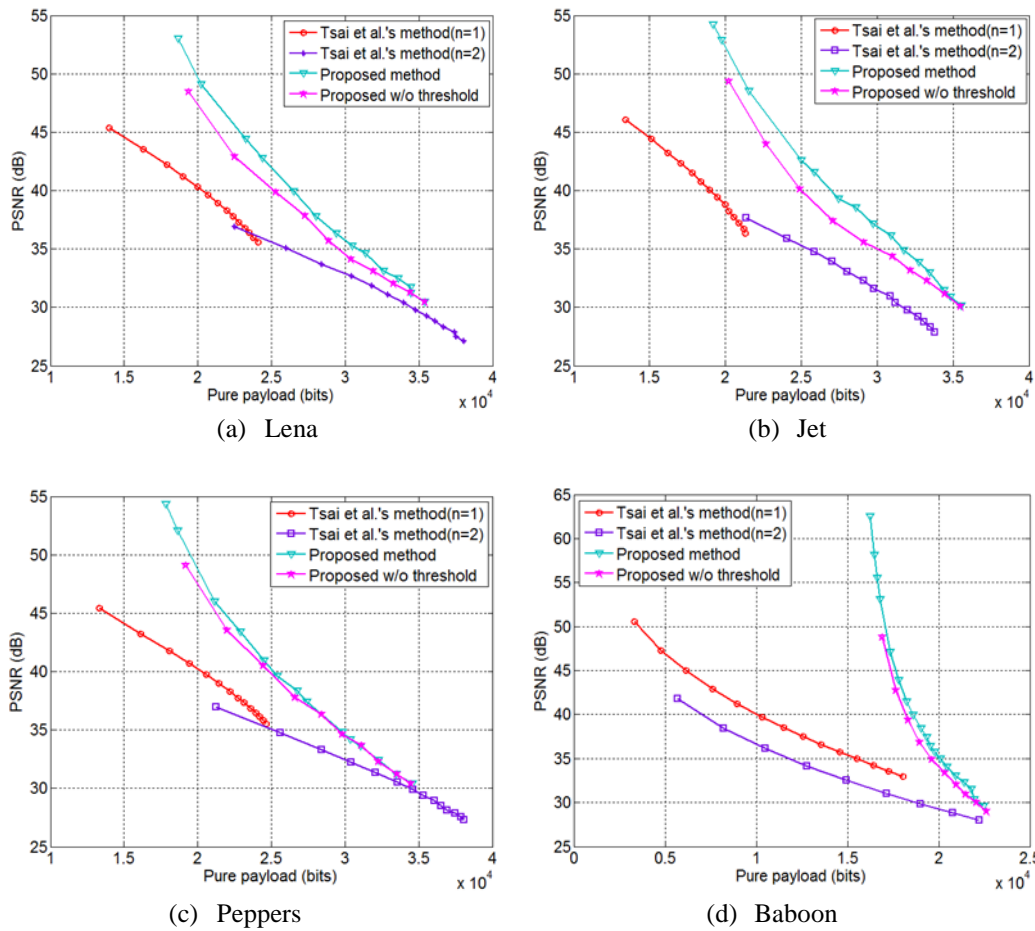 55
50
45
40
35
30
25
PSNR (dB)
Tsai et al.'s method(n=1)
Tsai et al.'s method(n=2)
Proposed method
Proposed w/o threshold
1 1.5 2 2.5 3 3.5 4
Pure payload (bits)
x 10^4
(a) Lena
55
50
45
40
35
30
25
PSNR (dB)
Tsai et al.'s method(n=1)
Tsai et al.'s method(n=2)
Proposed method
Proposed w/o threshold
1 1.5 2 2.5 3 3.5 4
Pure payload (bits)
x 10^4
(b) Jet
55
50
45
40
35
30
25
PSNR (dB)
Tsai et al.'s method(n=1)
Tsai et al.'s method(n=2)
Proposed method
Proposed w/o threshold
1 1.5 2 2.5 3 3.5 4
Pure payload (bits)
x 10^4
(c) Peppers
65
60
55
50
45
40
35
30
25
PSNR (dB)
Tsai et al.'s method(n=1)
Tsai et al.'s method(n=2)
Proposed method
Proposed w/o threshold
0 0.5 1 1.5 2 2.5
Pure payload (bits)
x 10^4
(d) Baboon